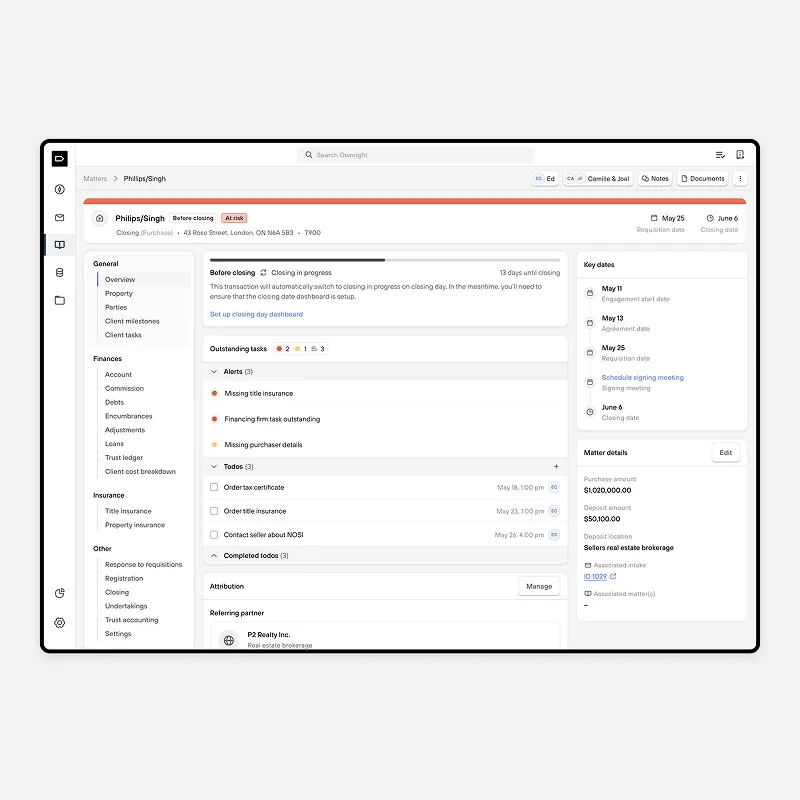 Search Ownright
Matters > Philips/Singh
EC Ed
CA JF Camille & Joel
Notes
Documents
Philips/Singh Before closing At risk
Closing (Purchase) • 43 Rose Street, London, ON N6A 5B3 • T900
May 25
Requisition date
June 6
Closing date
General
Overview
Property
Parties
Client milestones
Client tasks
Finances
Account
Commission
Debts
Encumbrances
Adjustments
Loans
Trust ledger
Client cost breakdown
Insurance
Title insurance
Property insurance
Other
Response to requisitions
Registration
Closing
Undertakings
Trust accounting
Settings
Before closing Closing in progress 13 days until closing
This transaction will automatically switch to closing in progress on closing day. In the meantime, you'll need to
ensure that the closing date dashboard is setup.
Set up closing day dashboard
Outstanding tasks 2 1 3
Alerts (3)
Missing title insurance
Financing firm task outstanding
Missing purchaser details
Todos (3) +
Order tax certificate May 18, 1:00 pm EC
Order title insurance May 23, 1:00 pm EC
Contact seller about NOSI May 26, 4:00 pm EC
Completed todos (3)
Attribution Manage
Referring partner
P2 Realty Inc.
Real estate brokerage
Key dates
May 11
Engagement start date
May 13
Agreement date
May 25
Requisition date
Schedule signing meeting
Signing meeting
June 6
Closing date
Matter details Edit
Purchase amount
$1,020,000.00
Deposit amount
$50,100.00
Deposit location
Sellers real estate brokerage
Associated intake
ID 1029
Associated matter(s)
–